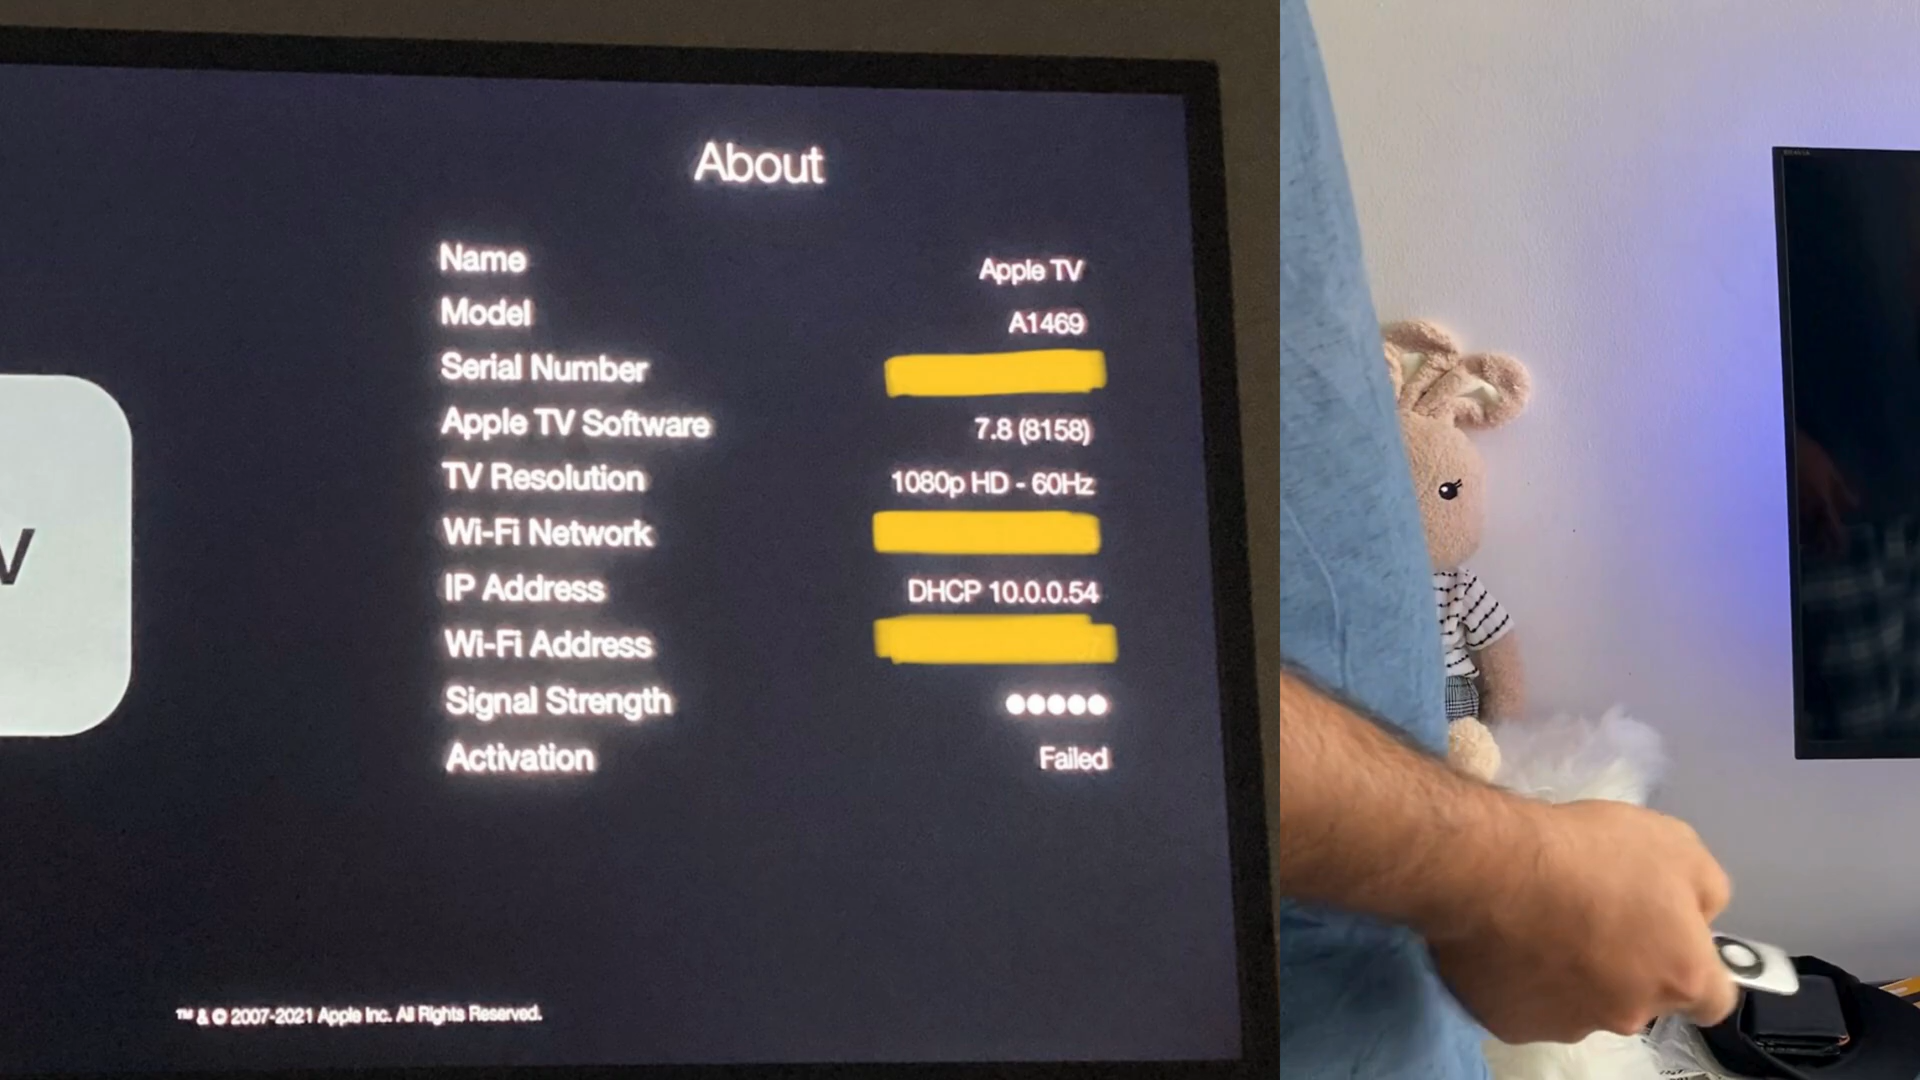 About
Name Apple TV
Model A1469
Serial Number
Apple TV Software 7.8 (8158)
TV Resolution 1080p HD - 60Hz
Wi-Fi Network
IP Address DHCP 10.0.0.54
Wi-Fi Address
Signal Strength ●●●●●
Activation Failed
v
™ & © 2007-2021 Apple Inc. All Rights Reserved.